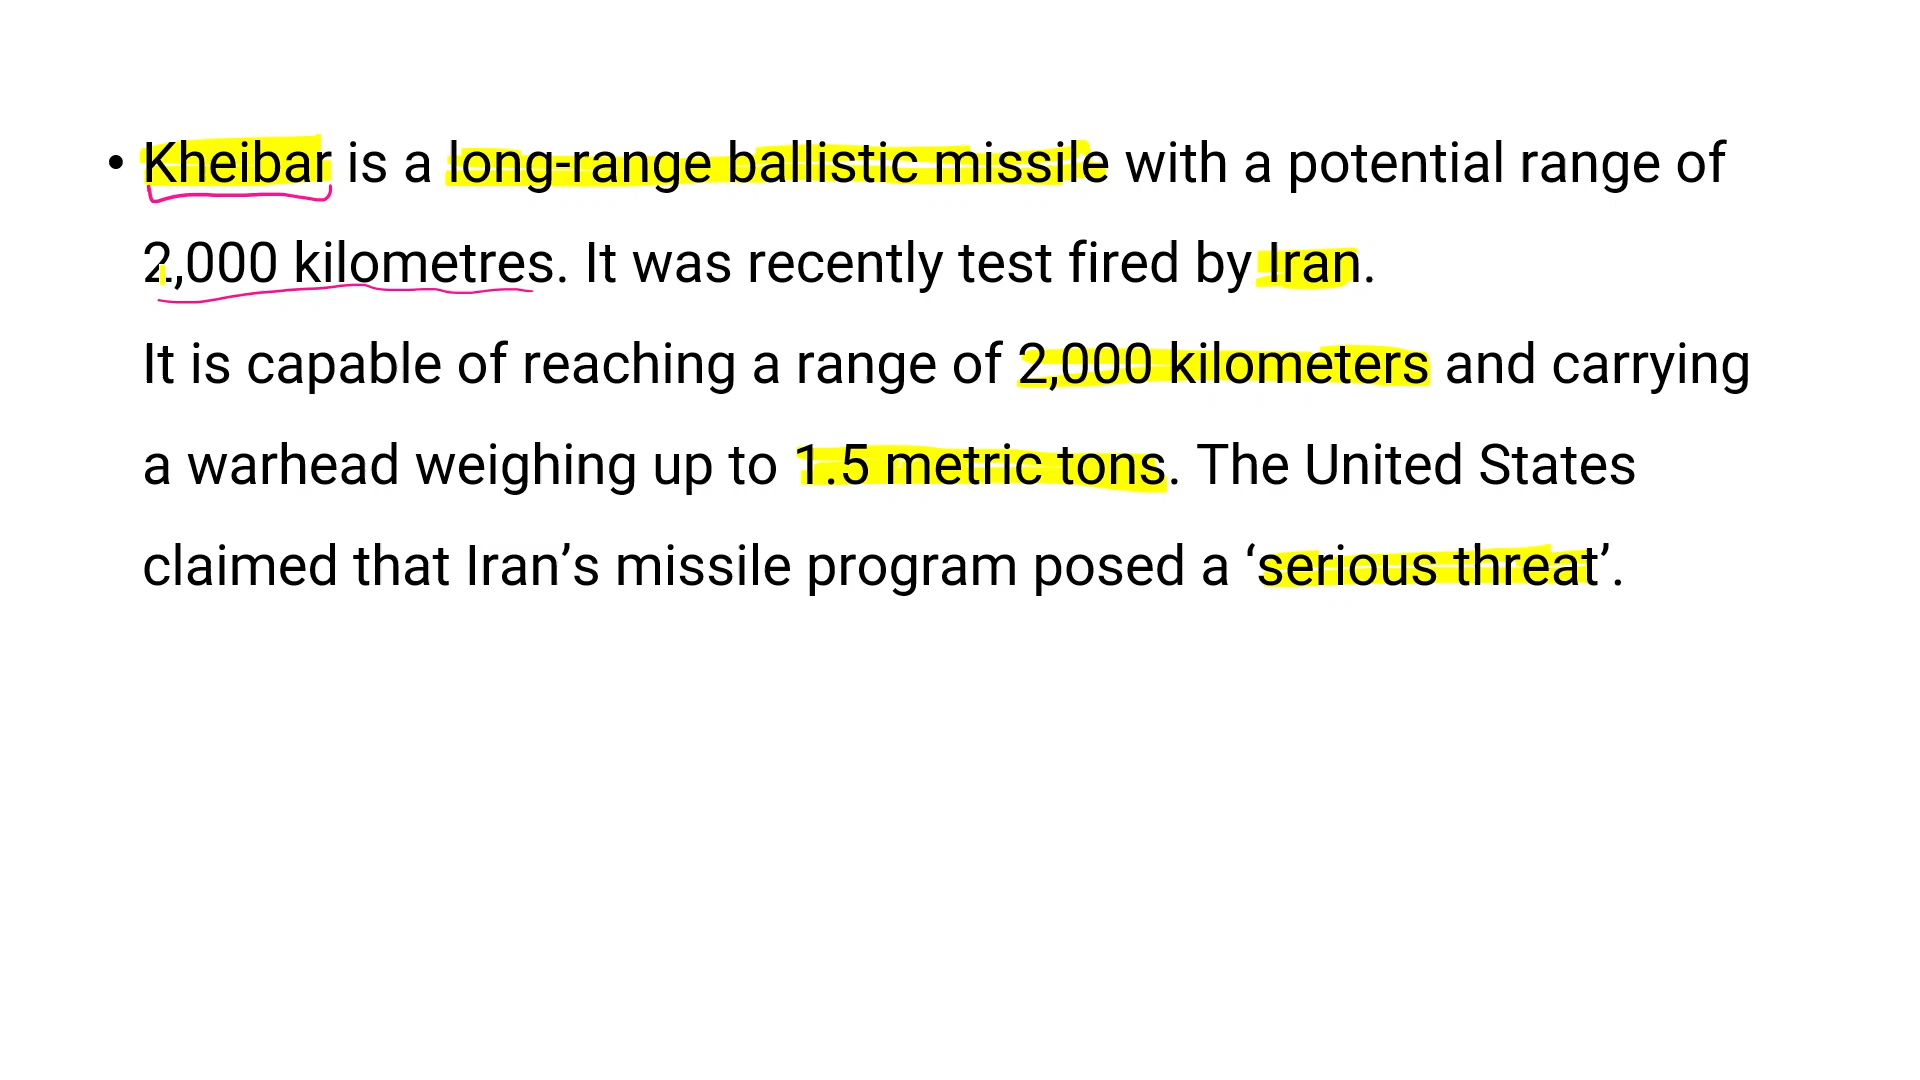 • Kheibar is a long-range ballistic missile with a potential range of
2,000 kilometres. It was recently test fired by Iran.
It is capable of reaching a range of 2,000 kilometers and carrying
a warhead weighing up to 1.5 metric tons. The United States
claimed that Iran’s missile program posed a ‘serious threat’.